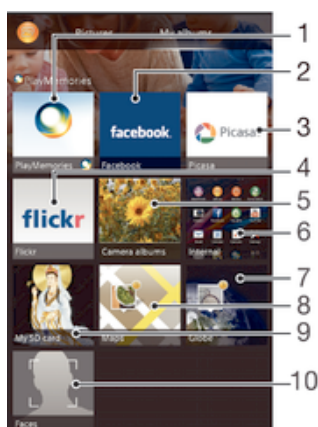 Pictures My albums
PlayMemories
1
2
facebook.
Picasa
3
PlayMemories Facebook Picasa
4
flickr
5
6
Flickr Camera albums Internal
7
8
My SD card Maps Globe
9
10
Faces